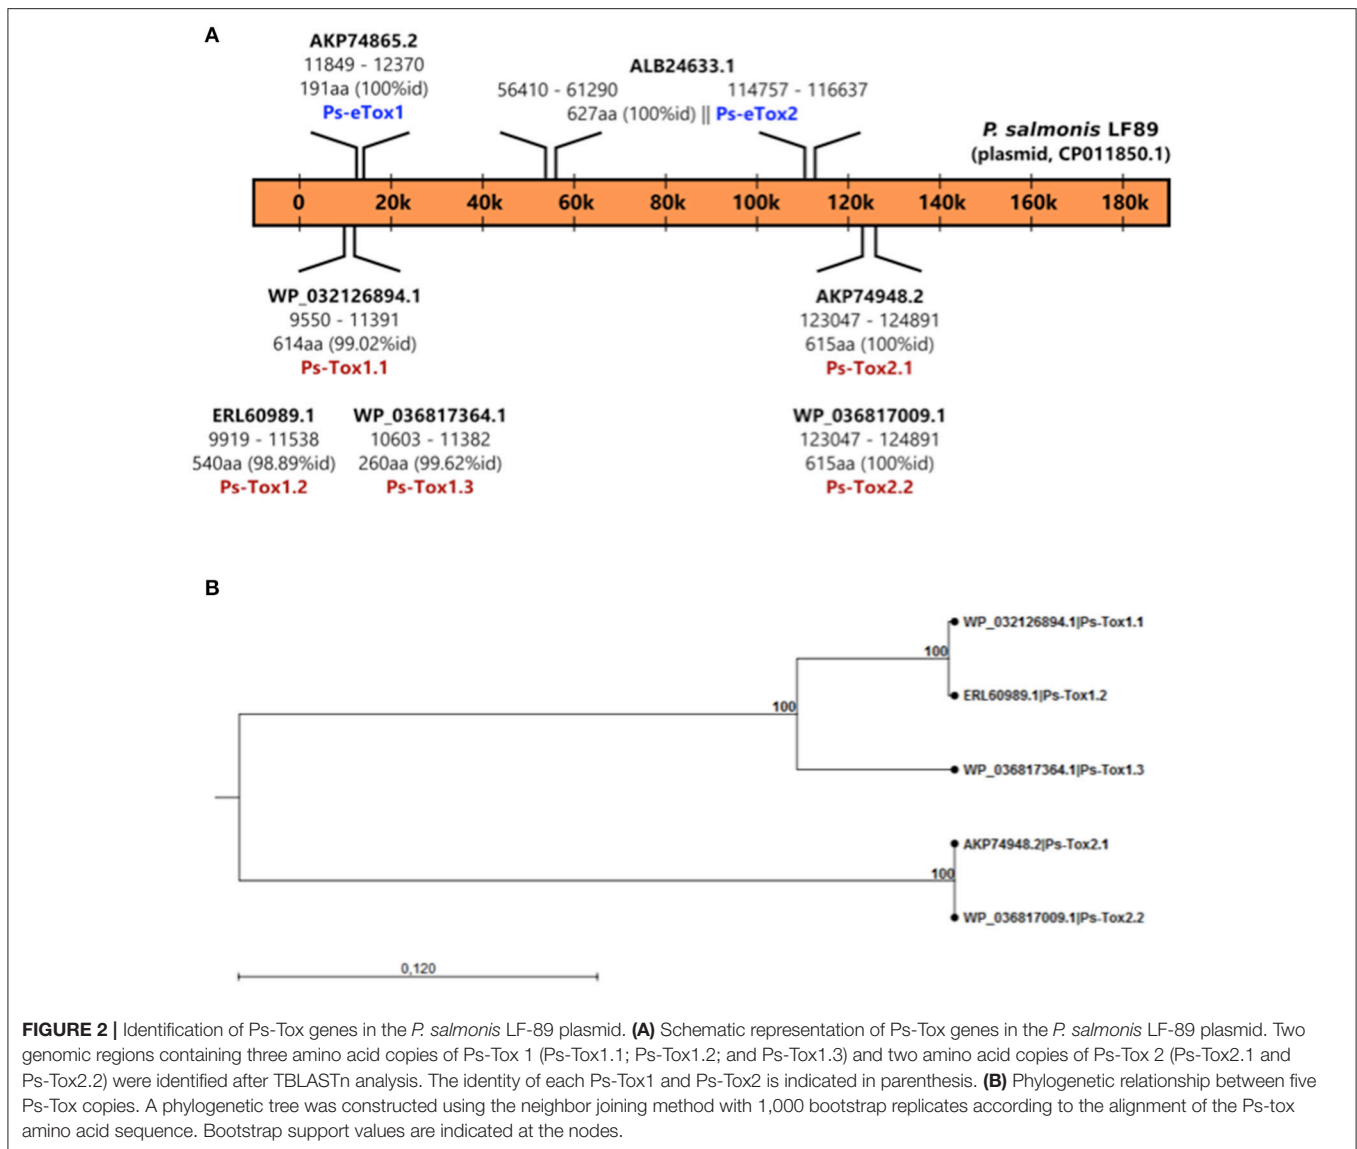 A
AKP74865.2
11849 - 12370
191aa (100%id)
Ps-eTox1
ALB24633.1
56410 - 61290 114757 - 116637
627aa (100%id) || Ps-eTox2
P. salmonis LF89
(plasmid, CP011850.1)
0 20k 40k 60k 80k 100k 120k 140k 160k 180k
WP_032126894.1
9550 - 11391
614aa (99.02%id)
Ps-Tox1.1
AKP74948.2
123047 - 124891
615aa (100%id)
Ps-Tox2.1
ERL60989.1
9919 - 11538
540aa (98.89%id)
Ps-Tox1.2
WP_036817364.1
10603 - 11382
260aa (99.62%id)
Ps-Tox1.3
WP_036817009.1
123047 - 124891
615aa (100%id)
Ps-Tox2.2
B
WP_032126894.1|Ps-Tox1.1
100
ERL60989.1|Ps-Tox1.2
100
WP_036817364.1|Ps-Tox1.3
AKP74948.2|Ps-Tox2.1
100
WP_036817009.1|Ps-Tox2.2
0,120
FIGURE 2 | Identification of Ps-Tox genes in the P. salmonis LF-89 plasmid. (A) Schematic representation of Ps-Tox genes in the P. salmonis LF-89 plasmid. Two
genomic regions containing three amino acid copies of Ps-Tox 1 (Ps-Tox1.1; Ps-Tox1.2; and Ps-Tox1.3) and two amino acid copies of Ps-Tox 2 (Ps-Tox2.1 and
Ps-Tox2.2) were identified after TBLASTn analysis. The identity of each Ps-Tox1 and Ps-Tox2 is indicated in parenthesis. (B) Phylogenetic relationship between five
Ps-Tox copies. A phylogenetic tree was constructed using the neighbor joining method with 1,000 bootstrap replicates according to the alignment of the Ps-tox
amino acid sequence. Bootstrap support values are indicated at the nodes.